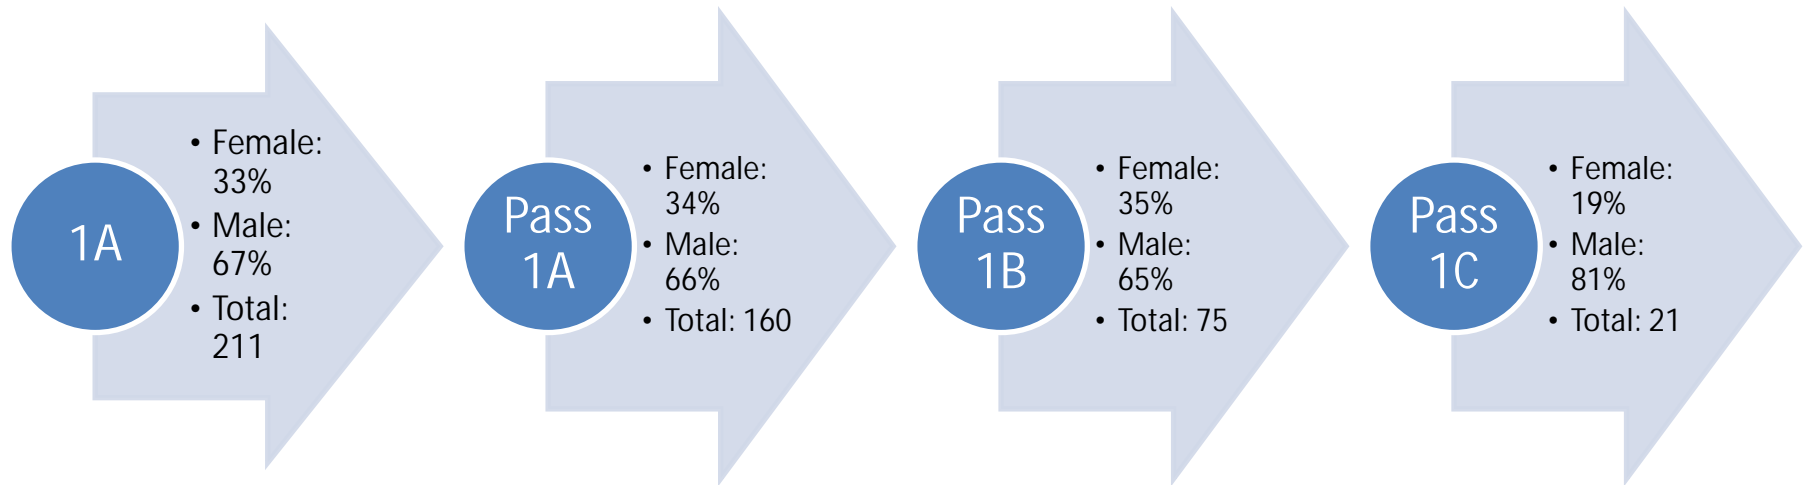 1A
• Female:
33%
• Male:
67%
• Total:
211
Pass
1A
• Female:
34%
• Male:
66%
• Total: 160
Pass
1B
• Female:
35%
• Male:
65%
• Total: 75
Pass
1C
• Female:
19%
• Male:
81%
• Total: 21